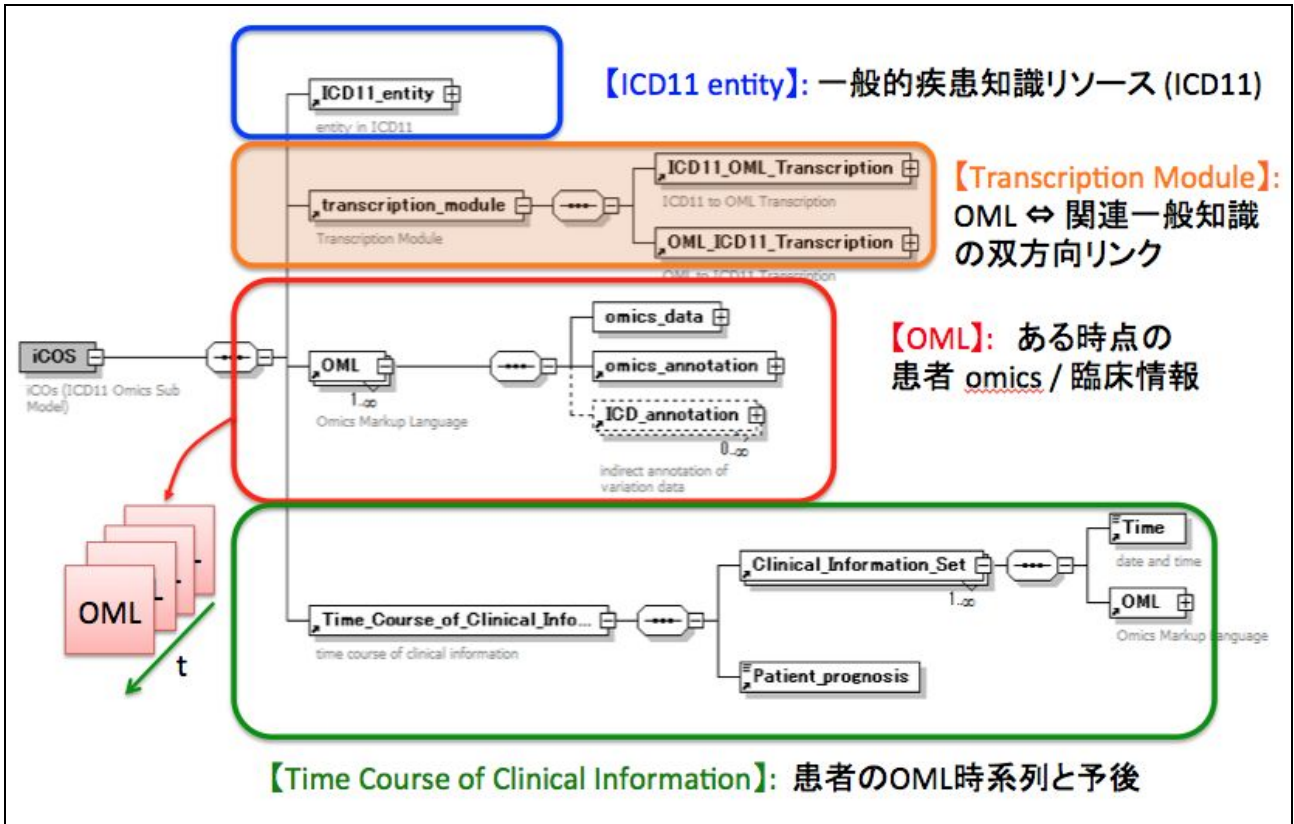 ICD11_entity
entity in ICD11
【ICD11 entity】: 一般的疾患知識リソース (ICD11)
transcription_module
Transcription Module
ICD11_OML_Transcription
ICD11 to OML Transcription
OML_ICD11_Transcription
OML to ICD11 Transcription
【Transcription Module】:
OML ⇔ 関連一般知識
の双方向リンク
iCOS
iCOs (ICD11 Omics Sub
Model)
OML
1..∞
Omics Markup Language
omics_data
omics_annotation
ICD_annotation
0..∞
indirect annotation of
variation data
【OML】: ある時点の
患者 omics / 臨床情報
OML
t
Time_Course_of_Clinical_Info...
time course of clinical information
Clinical_Information_Set
1..∞
Patient_prognosis
Time
date and time
OML
Omics Markup Language
【Time Course of Clinical Information】: 患者のOML時系列と予後